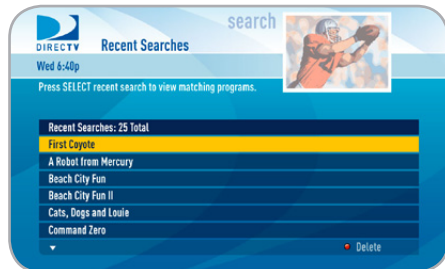 search
DIRECTV
Recent Searches
Wed 6:40p
Press SELECT recent search to view matching programs.
Recent Searches: 25 Total
First Coyote
A Robot from Mercury
Beach City Fun
Beach City Fun II
Cats, Dogs and Louie
Command Zero
Delete